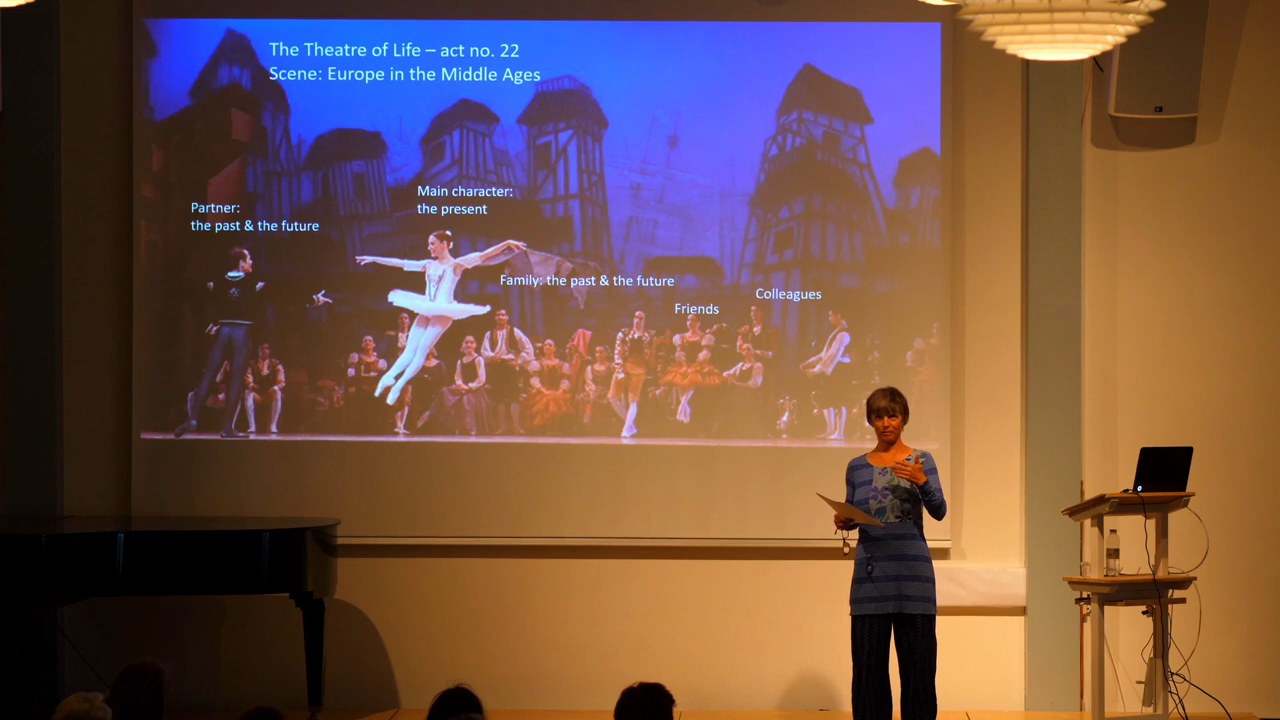 The Theatre of Life – act no. 22
Scene: Europe in the Middle Ages
Main character:
the present
Partner:
the past & the future
Family: the past & the future
Friends
Colleagues